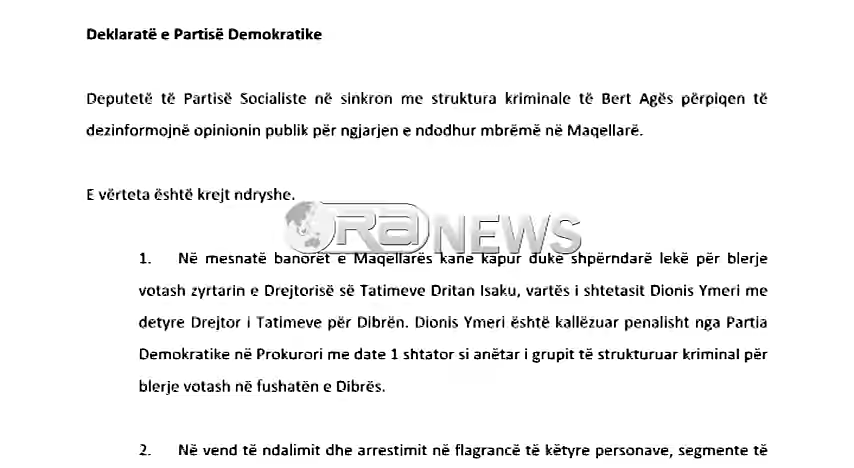 Deklaratë e Partisë Demokratike
Deputetë të Partisë Socialiste në sinkron me struktura kriminale të Bert Agës përpiqen të
dezinformojnë opinionin publik për ngjarjen e ndodhur mbrëmë në Maqellarë.
E vërteta është krejt ndryshe.
ORA NEWS
1. Në mesnatë banorët e Maqellarës kanë kapur duke shpërndarë lekë për blerje
votash zyrtarin e Drejtorisë së Tatimeve Dritan Isaku, vartës i shtetasit Dionis Ymeri me
detyre Drejtor i Tatimeve për Dibrën. Dionis Ymeri është kallëzuar penalisht nga Partia
Demokratike në Prokurori me date 1 shtator si anëtar i grupit të strukturuar kriminal për
blerje votash në fushatën e Dibrës.
2. Në vend të ndalimit dhe arrestimit në flagrancë të këtyre personave, segmente të